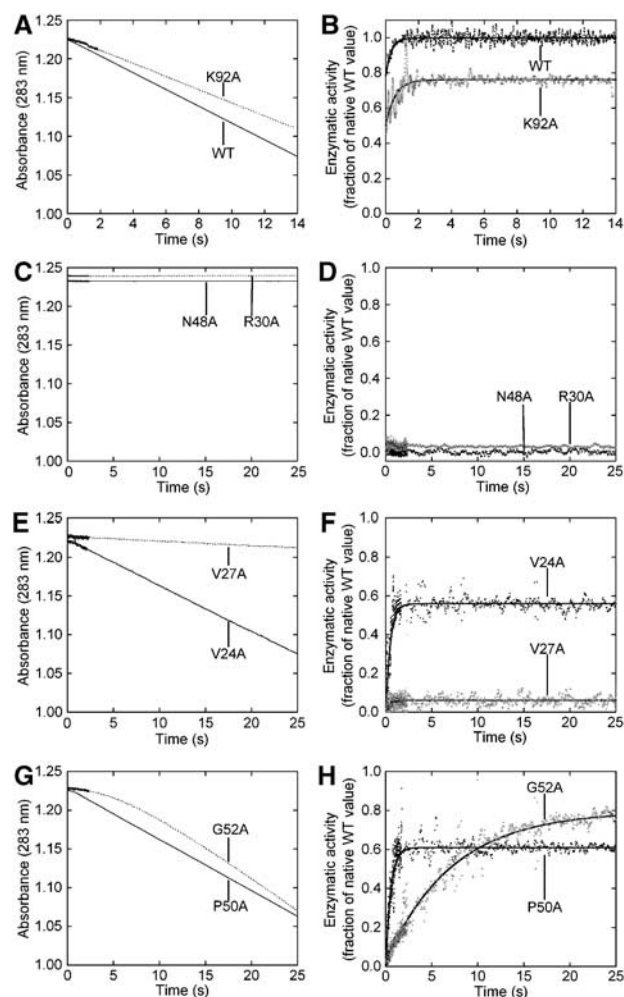 A
Absorbance (283 nm)
1.25
1.20
1.15
1.10
1.05
1.00
K92A
WT
0 2 4 6 8 10 12 14
Time (s)
B
Enzymatic activity
(fraction of native WT value)
1.0
0.8
0.6
0.4
0.2
0.0
WT
K92A
0 2 4 6 8 10 12 14
Time (s)
C
Absorbance (283 nm)
1.25
1.20
1.15
1.10
1.05
1.00
N48A R30A
0 5 10 15 20 25
Time (s)
D
Enzymatic activity
(fraction of native WT value)
1.0
0.8
0.6
0.4
0.2
0.0
N48A R30A
0 5 10 15 20 25
Time (s)
E
Absorbance (283 nm)
1.25
1.20
1.15
1.10
1.05
1.00
V27A
V24A
0 5 10 15 20 25
Time (s)
F
Enzymatic activity
(fraction of native WT value)
1.0
0.8
0.6
0.4
0.2
0.0
V24A
V27A
0 5 10 15 20 25
Time (s)
G
Absorbance (283 nm)
1.25
1.20
1.15
1.10
1.05
1.00
G52A
P50A
0 5 10 15 20 25
Time (s)
H
Enzymatic activity
(fraction of native WT value)
1.0
0.8
0.6
0.4
0.2
0.0
G52A
P50A
0 5 10 15 20 25
Time (s)